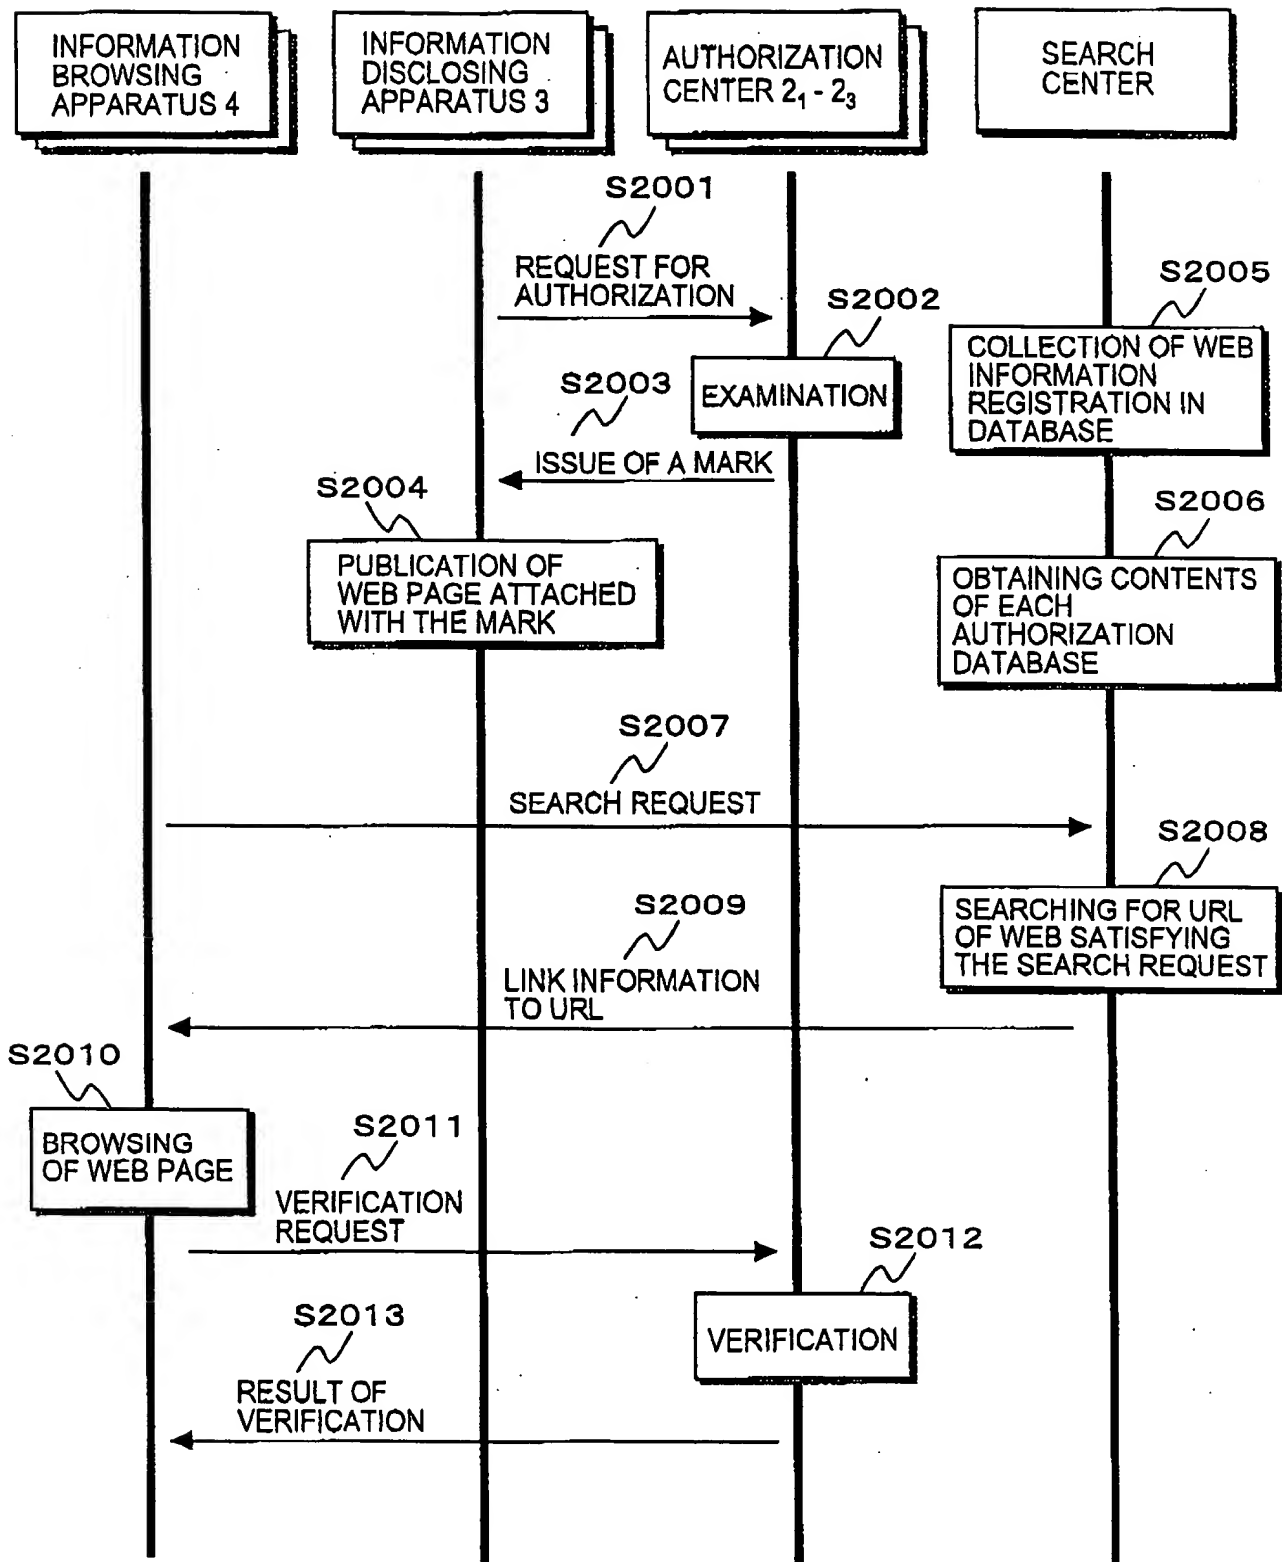 INFORMATION
BROWSING
APPARATUS 4
INFORMATION
DISCLOSING
APPARATUS 3
AUTHORIZATION
CENTER 2₁ - 2₃
SEARCH
CENTER
S2001
REQUEST FOR
AUTHORIZATION
S2002
EXAMINATION
S2003
ISSUE OF A MARK
S2004
PUBLICATION OF
WEB PAGE ATTACHED
WITH THE MARK
S2005
COLLECTION OF WEB
INFORMATION
REGISTRATION IN
DATABASE
S2006
OBTAINING CONTENTS
OF EACH
AUTHORIZATION
DATABASE
S2007
SEARCH REQUEST
S2008
SEARCHING FOR URL
OF WEB SATISFYING
THE SEARCH REQUEST
S2009
LINK INFORMATION
TO URL
S2010
BROWSING
OF WEB PAGE
S2011
VERIFICATION
REQUEST
S2012
VERIFICATION
S2013
RESULT OF
VERIFICATION